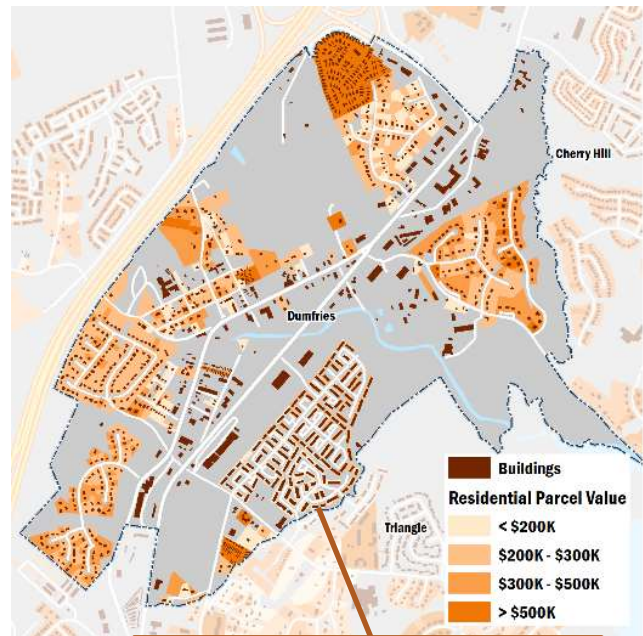 Cherry Hill
Dumfries
Triangle
Buildings
Residential Parcel Value
< $200K
$200K - $300K
$300K - $500K
> $500K